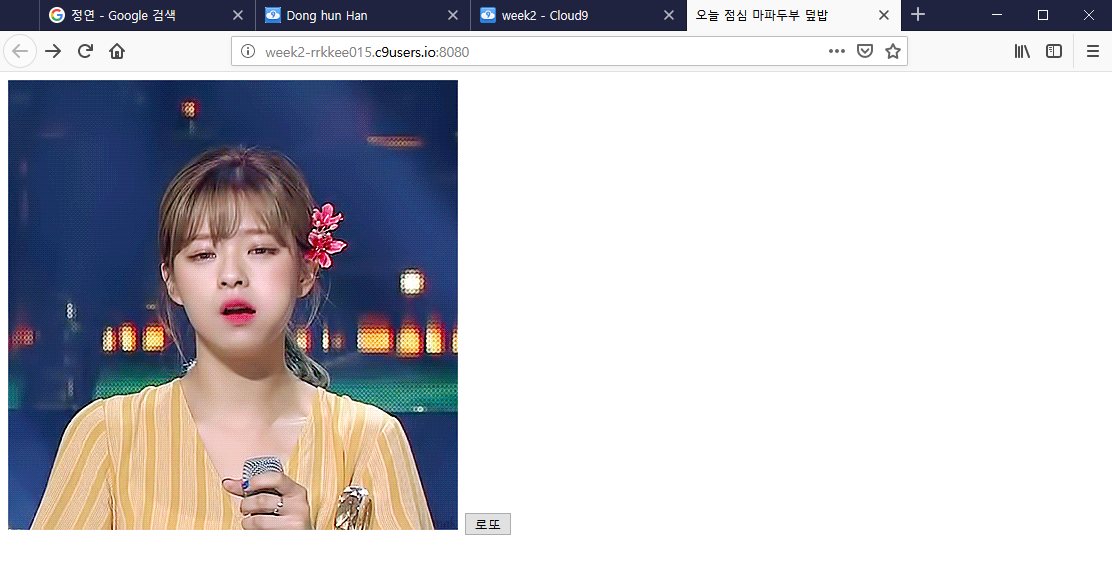 정연 - Google 검색
Dong hun Han
week2 - Cloud9
오늘 점심 마파두부 덮밥
week2-rrkkee015.c9users.io:8080
로또